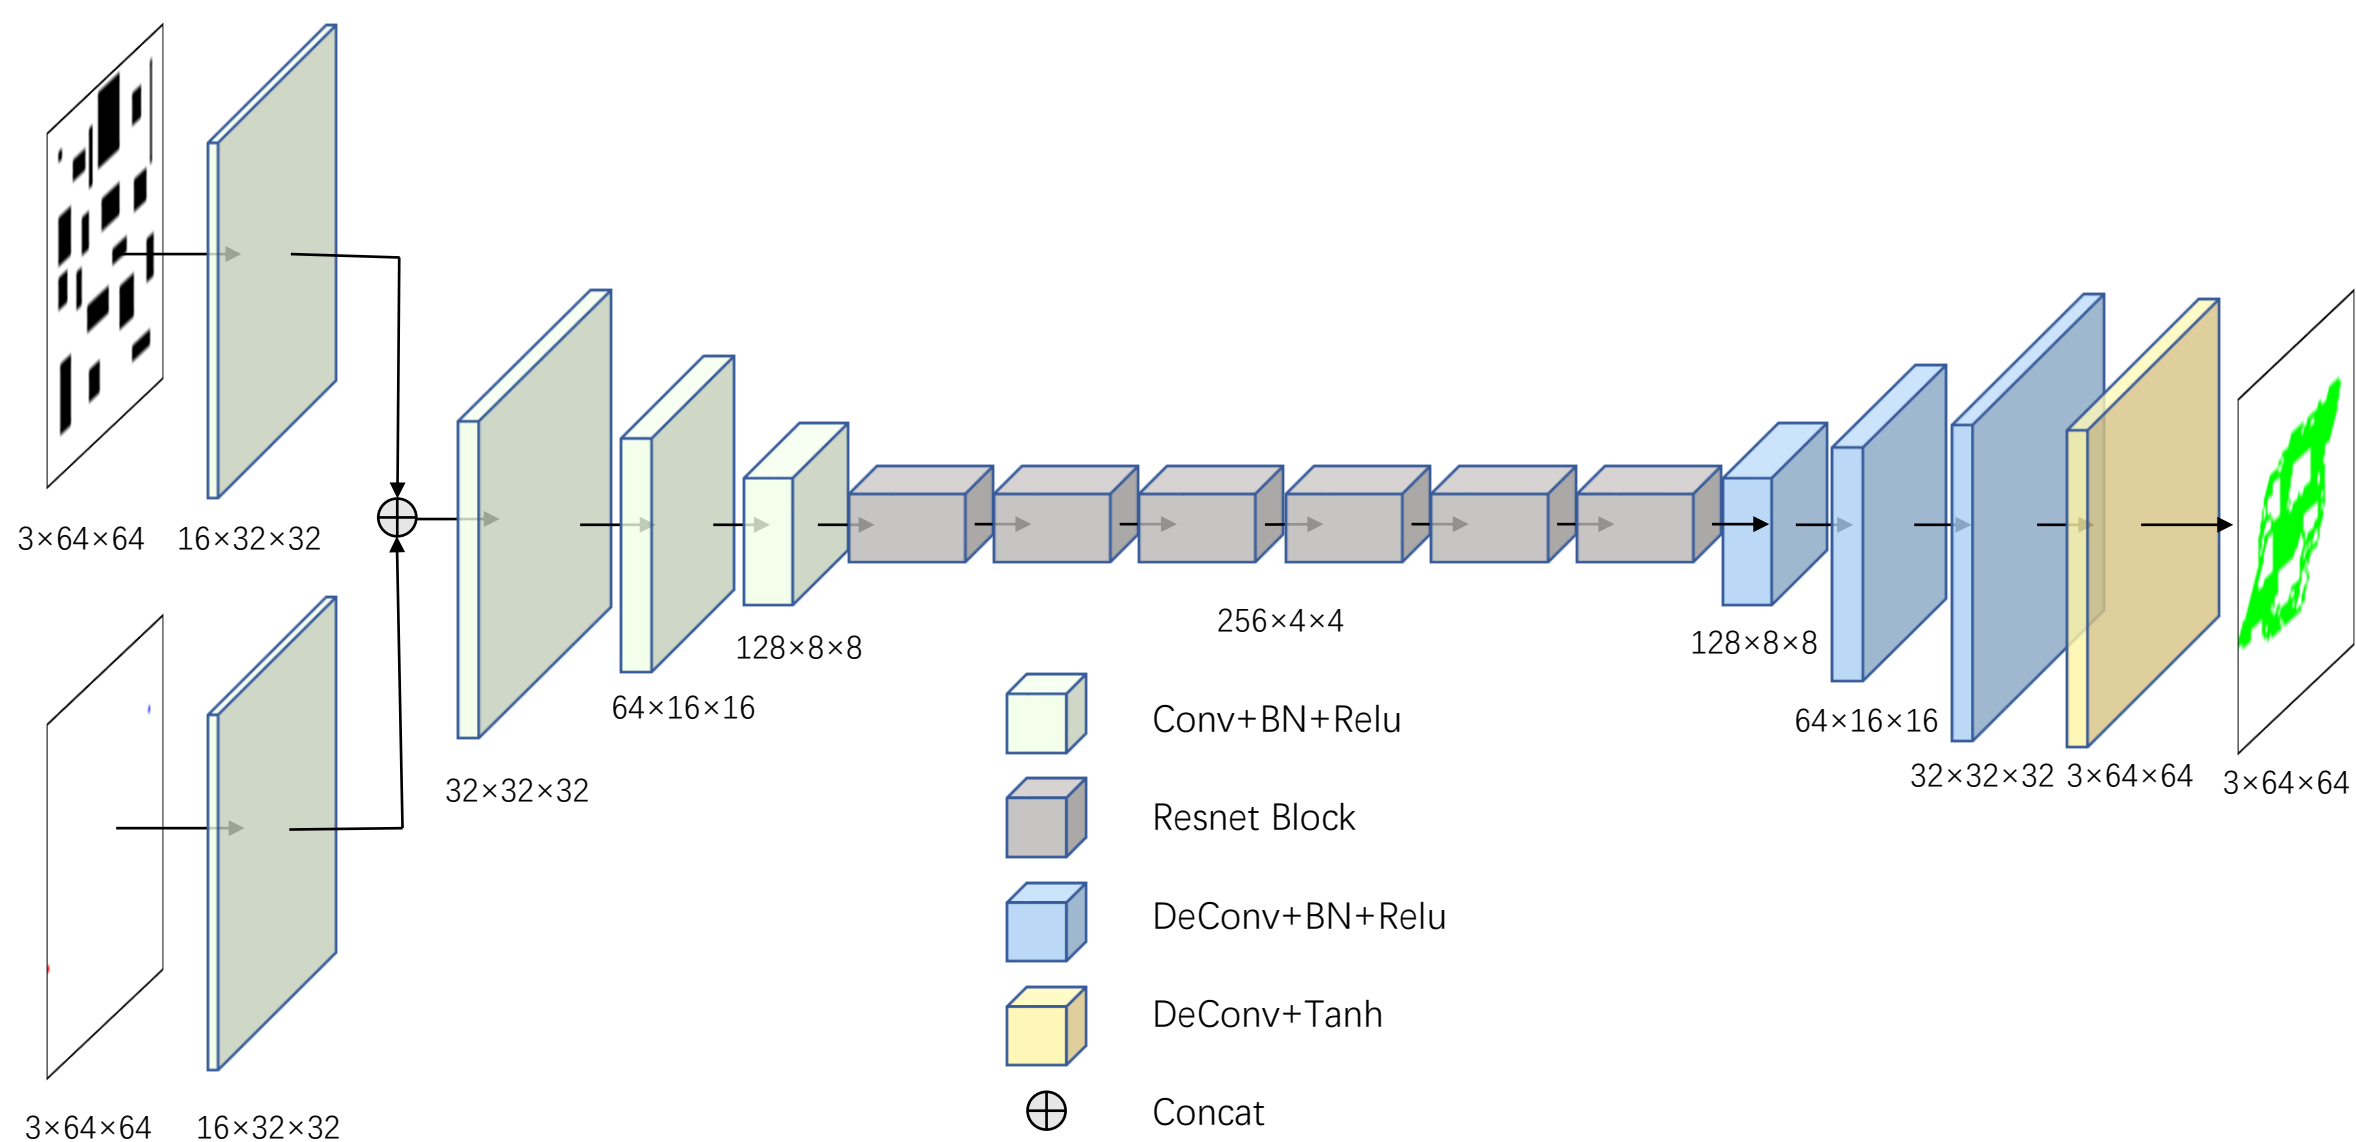 3×64×64
16×32×32
3×64×64
16×32×32
32×32×32
64×16×16
128×8×8
256×4×4
128×8×8
64×16×16
32×32×32
3×64×64
3×64×64
Conv+BN+Relu
Resnet Block
DeConv+BN+Relu
DeConv+Tanh
Concat